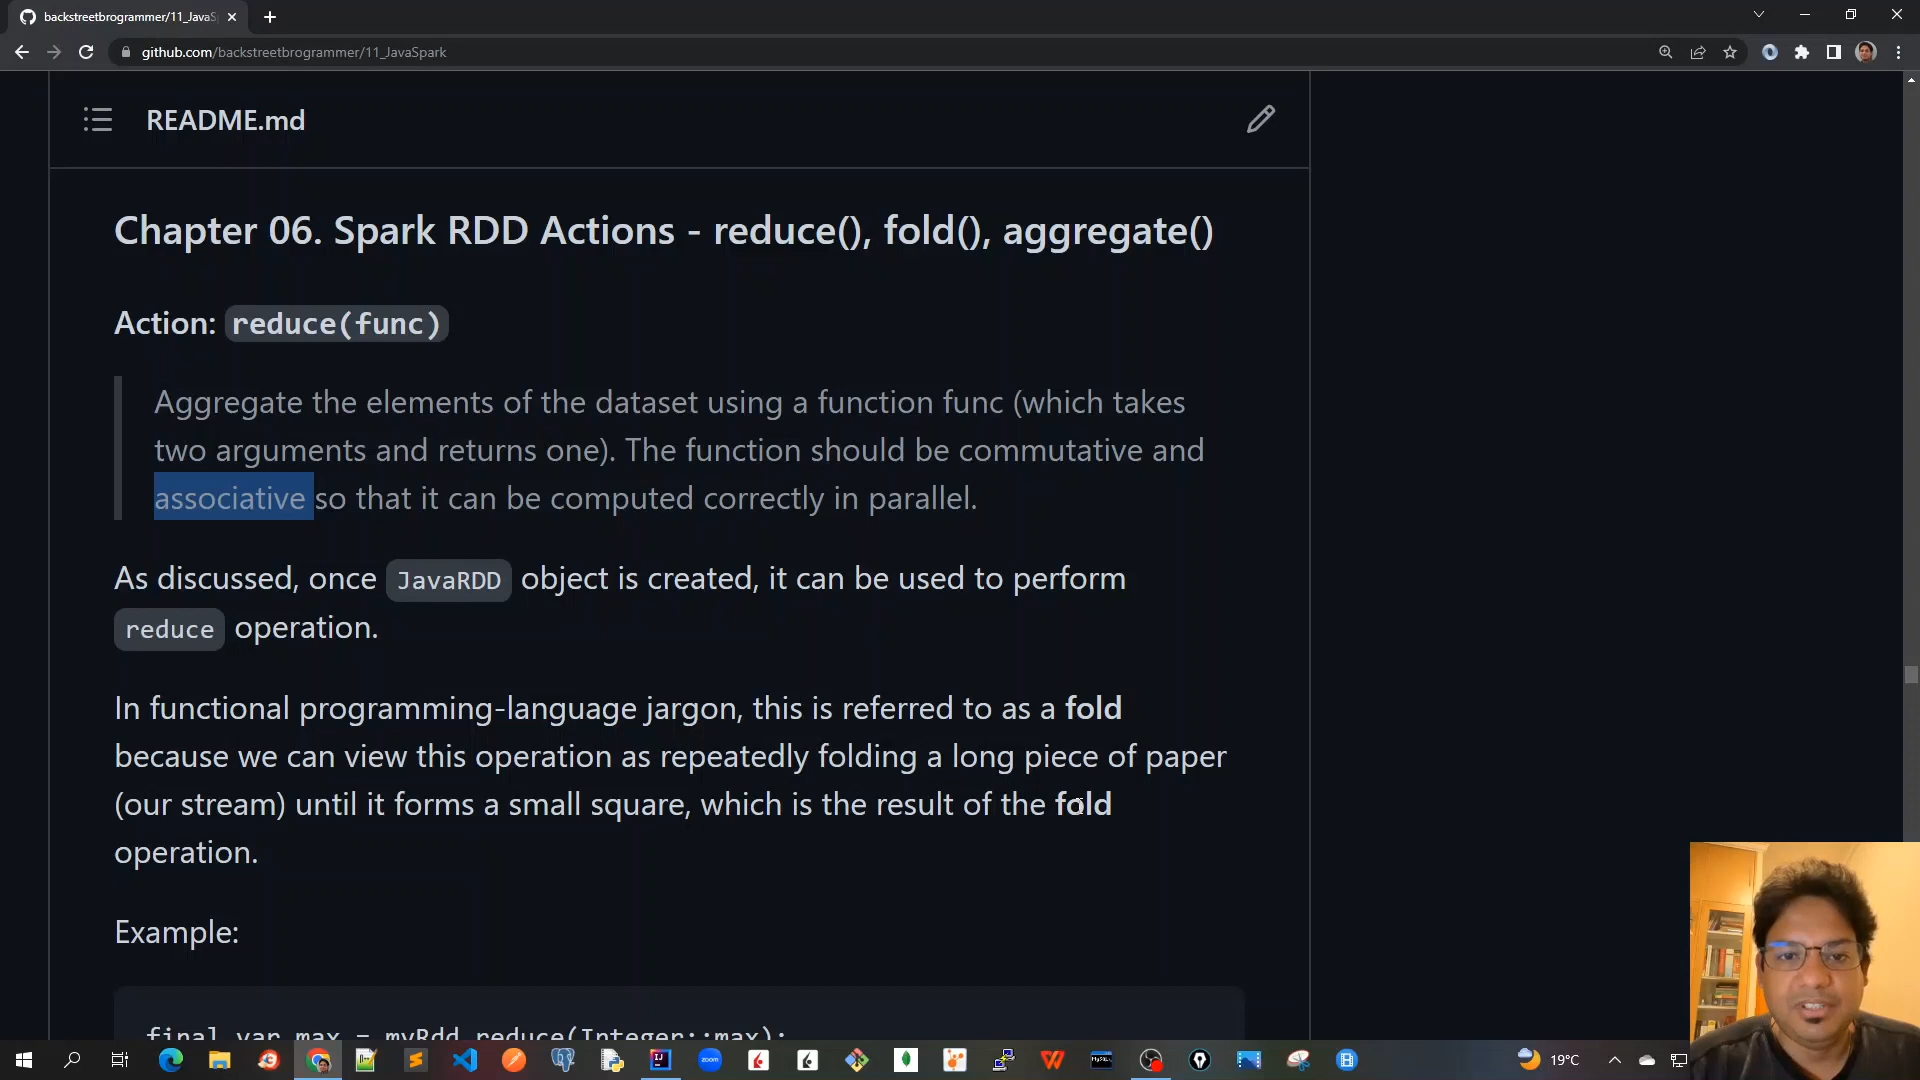 backstreetbrogrammer/11_JavaS
github.com/backstreetbrogrammer/11_JavaSpark
README.md
Chapter 06. Spark RDD Actions - reduce(), fold(), aggregate()
Action: reduce(func)
Aggregate the elements of the dataset using a function func (which takes
two arguments and returns one). The function should be commutative and
associative so that it can be computed correctly in parallel.
As discussed, once JavaRDD object is created, it can be used to perform
reduce operation.
In functional programming-language jargon, this is referred to as a fold
because we can view this operation as repeatedly folding a long piece of paper
(our stream) until it forms a small square, which is the result of the fold
operation.
Example:
final var max = myRdd.reduce(Integer::max);
zoom
19°C